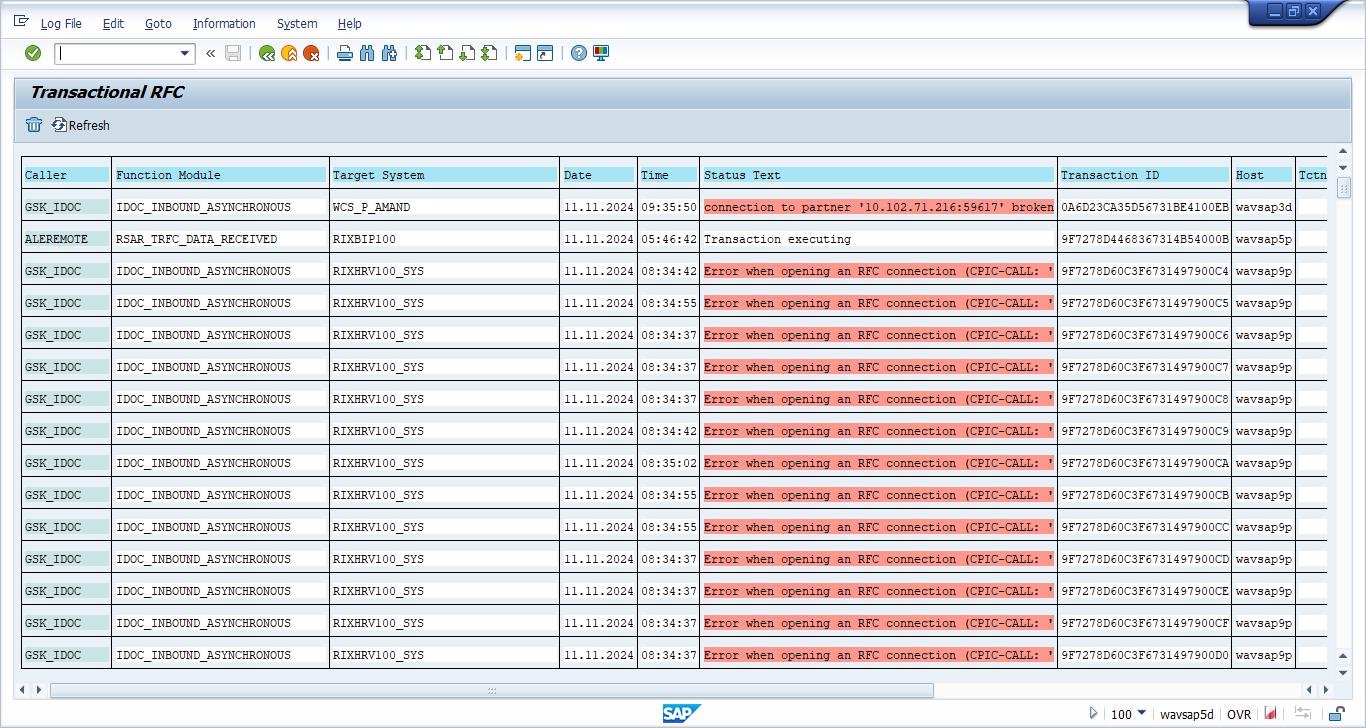 Log File Edit Goto Information System Help
Transactional RFC
Refresh
Caller Function Module Target System Date Time Status Text Transaction ID Host Tctn
GSK_IDOC IDOC_INBOUND_ASYNCHRONOUS WCS_P_AMAND 11.11.2024 09:35:50 connection to partner '10.102.71.216:59617' broken 0A6D23CA35D56731BE4100EB wavsap3d
ALEREMOTE RSAR_TRFC_DATA_RECEIVED RIXBIP100 11.11.2024 05:46:42 Transaction executing 9F7278D4468367314B54000B wavsap5p
GSK_IDOC IDOC_INBOUND_ASYNCHRONOUS RIXHRV100_SYS 11.11.2024 08:34:42 Error when opening an RFC connection (CPIC-CALL: ' 9F7278D60C3F6731497900C4 wavsap9p
GSK_IDOC IDOC_INBOUND_ASYNCHRONOUS RIXHRV100_SYS 11.11.2024 08:34:55 Error when opening an RFC connection (CPIC-CALL: ' 9F7278D60C3F6731497900C5 wavsap9p
GSK_IDOC IDOC_INBOUND_ASYNCHRONOUS RIXHRV100_SYS 11.11.2024 08:34:37 Error when opening an RFC connection (CPIC-CALL: ' 9F7278D60C3F6731497900C6 wavsap9p
GSK_IDOC IDOC_INBOUND_ASYNCHRONOUS RIXHRV100_SYS 11.11.2024 08:34:37 Error when opening an RFC connection (CPIC-CALL: ' 9F7278D60C3F6731497900C7 wavsap9p
GSK_IDOC IDOC_INBOUND_ASYNCHRONOUS RIXHRV100_SYS 11.11.2024 08:34:37 Error when opening an RFC connection (CPIC-CALL: ' 9F7278D60C3F6731497900C8 wavsap9p
GSK_IDOC IDOC_INBOUND_ASYNCHRONOUS RIXHRV100_SYS 11.11.2024 08:34:42 Error when opening an RFC connection (CPIC-CALL: ' 9F7278D60C3F6731497900C9 wavsap9p
GSK_IDOC IDOC_INBOUND_ASYNCHRONOUS RIXHRV100_SYS 11.11.2024 08:35:02 Error when opening an RFC connection (CPIC-CALL: ' 9F7278D60C3F6731497900CA wavsap9p
GSK_IDOC IDOC_INBOUND_ASYNCHRONOUS RIXHRV100_SYS 11.11.2024 08:34:55 Error when opening an RFC connection (CPIC-CALL: ' 9F7278D60C3F6731497900CB wavsap9p
GSK_IDOC IDOC_INBOUND_ASYNCHRONOUS RIXHRV100_SYS 11.11.2024 08:34:55 Error when opening an RFC connection (CPIC-CALL: ' 9F7278D60C3F6731497900CC wavsap9p
GSK_IDOC IDOC_INBOUND_ASYNCHRONOUS RIXHRV100_SYS 11.11.2024 08:34:37 Error when opening an RFC connection (CPIC-CALL: ' 9F7278D60C3F6731497900CD wavsap9p
GSK_IDOC IDOC_INBOUND_ASYNCHRONOUS RIXHRV100_SYS 11.11.2024 08:34:37 Error when opening an RFC connection (CPIC-CALL: ' 9F7278D60C3F6731497900CE wavsap9p
GSK_IDOC IDOC_INBOUND_ASYNCHRONOUS RIXHRV100_SYS 11.11.2024 08:34:37 Error when opening an RFC connection (CPIC-CALL: ' 9F7278D60C3F6731497900CF wavsap9p
GSK_IDOC IDOC_INBOUND_ASYNCHRONOUS RIXHRV100_SYS 11.11.2024 08:34:37 Error when opening an RFC connection (CPIC-CALL: ' 9F7278D60C3F6731497900D0 wavsap9p
SAP 100 wavsap5d OVR